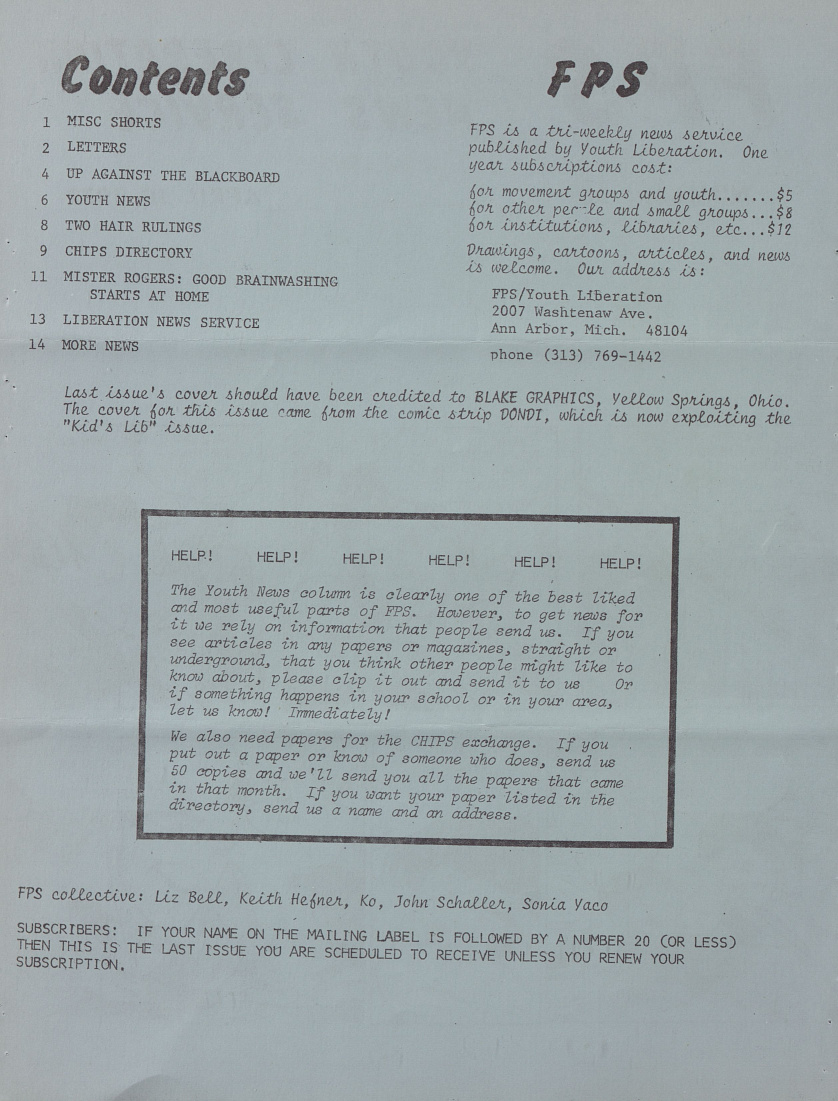 Contents
1 MISC SHORTS
2 LETTERS
4 UP AGAINST THE BLACKBOARD
6 YOUTH NEWS
8 TWO HAIR RULINGS
9 CHIPS DIRECTORY
11 MISTER ROGERS: GOOD BRAINWASHING
STARTS AT HOME
13 LIBERATION NEWS SERVICE
14 MORE NEWS
FPS
FPS is a tri-weekly news service
published by Youth Liberation. One
year subscriptions cost:
for movement groups and youth.......$5
for other people and small groups...$8
for institutions, libraries, etc...$12
Drawings, cartoons, articles, and news
is welcome. Our address is:
FPS/Youth Liberation
2007 Washtenaw Ave.
Ann Arbor, Mich. 48104
phone (313) 769-1442
Last issue's cover should have been credited to BLAKE GRAPHICS, Yellow Springs, Ohio.
The cover for this issue came from the comic strip DONDI, which is now exploiting the
"Kid's Lib" issue.
HELP! HELP! HELP! HELP! HELP! HELP!
The Youth News column is clearly one of the best liked
and most useful parts of FPS. However, to get news for
it we rely on information that people send us. If you
see articles in any papers or magazines, straight or
underground, that you think other people might like to
know about, please clip it out and send it to us Or
if something happens in your school or in your area,
let us know! Immediately!
We also need papers for the CHIPS exchange. If you
put out a paper or know of someone who does, send us
50 copies and we'll send you all the papers that came
in that month. If you want your paper listed in the
directory, send us a name and an address.
FPS collective: Liz Bell, Keith Hefner, Ko, John Schaller, Sonia Yaco
SUBSCRIBERS: IF YOUR NAME ON THE MAILING LABEL IS FOLLOWED BY A NUMBER 20 (OR LESS)
THEN THIS IS THE LAST ISSUE YOU ARE SCHEDULED TO RECEIVE UNLESS YOU RENEW YOUR
SUBSCRIPTION.